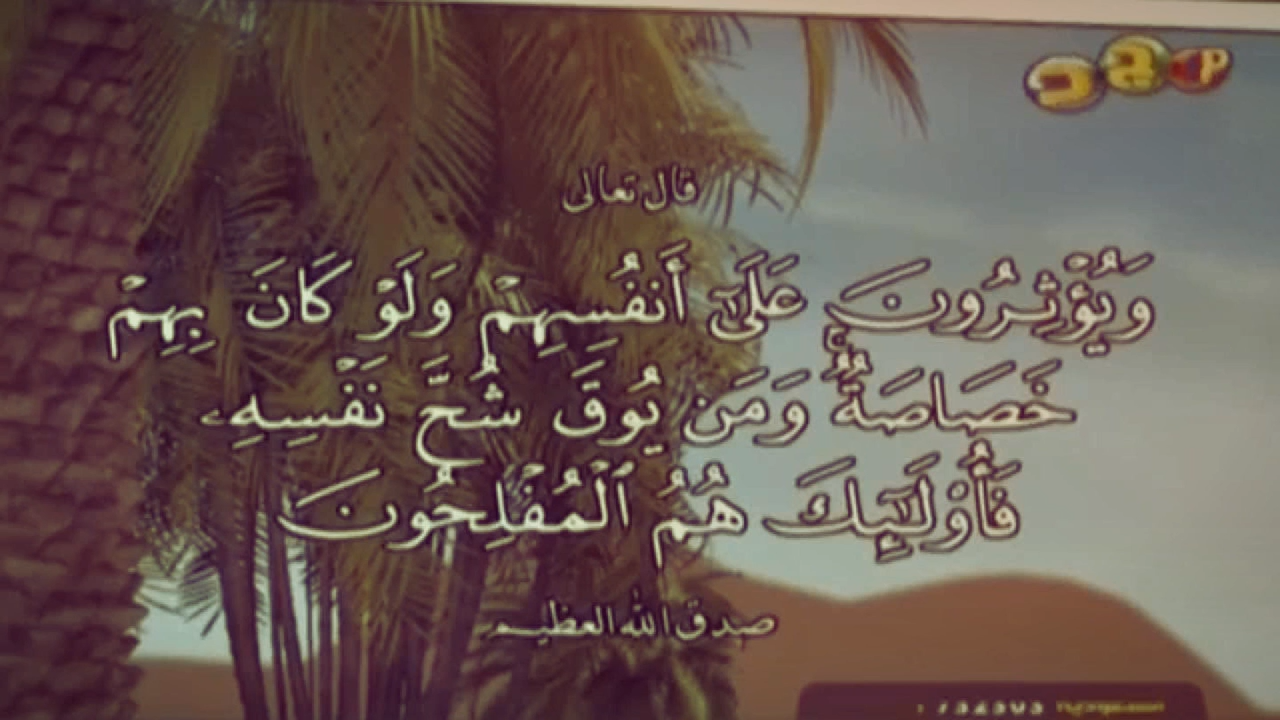 قال تعالى
وَيُؤْثِرُونَ عَلَىٰٓ أَنفُسِهِمْ وَلَوْ كَانَ بِهِمْ
خَصَاصَةٌ ۚ وَمَن يُوقَ شُحَّ نَفْسِهِۦ
فَأُو۟لَـٰٓئِكَ هُمُ ٱلْمُفْلِحُونَ
صدق الله العظيم